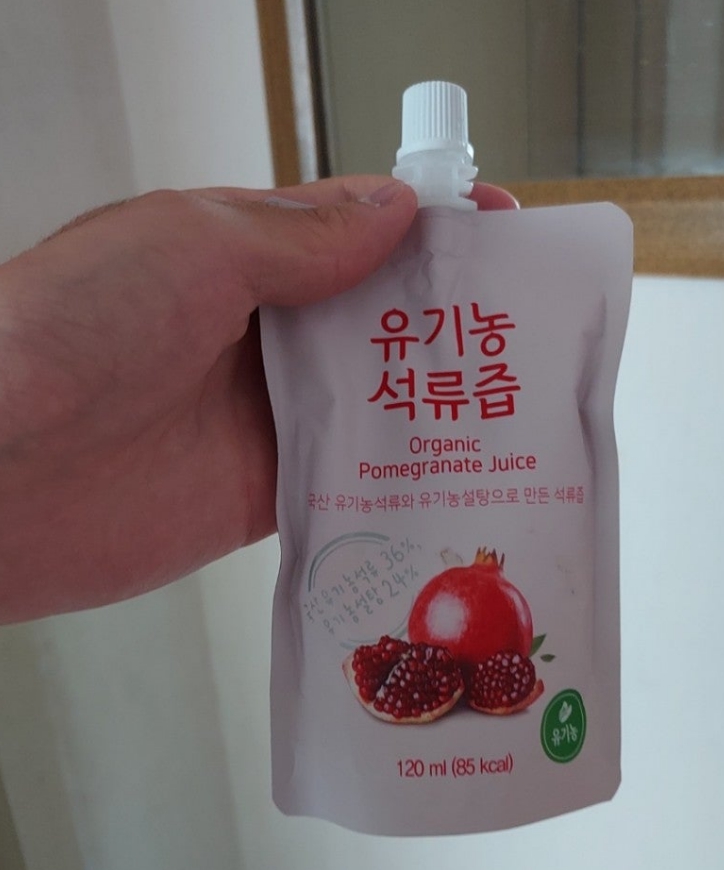 유기농
석류즙
Organic
Pomegranate Juice
국산 유기농석류와 유기농설탕으로 만든 석류즙
국산유기농석류 36%,
유기농설탕 24%
유기농
120 ml (85 kcal)